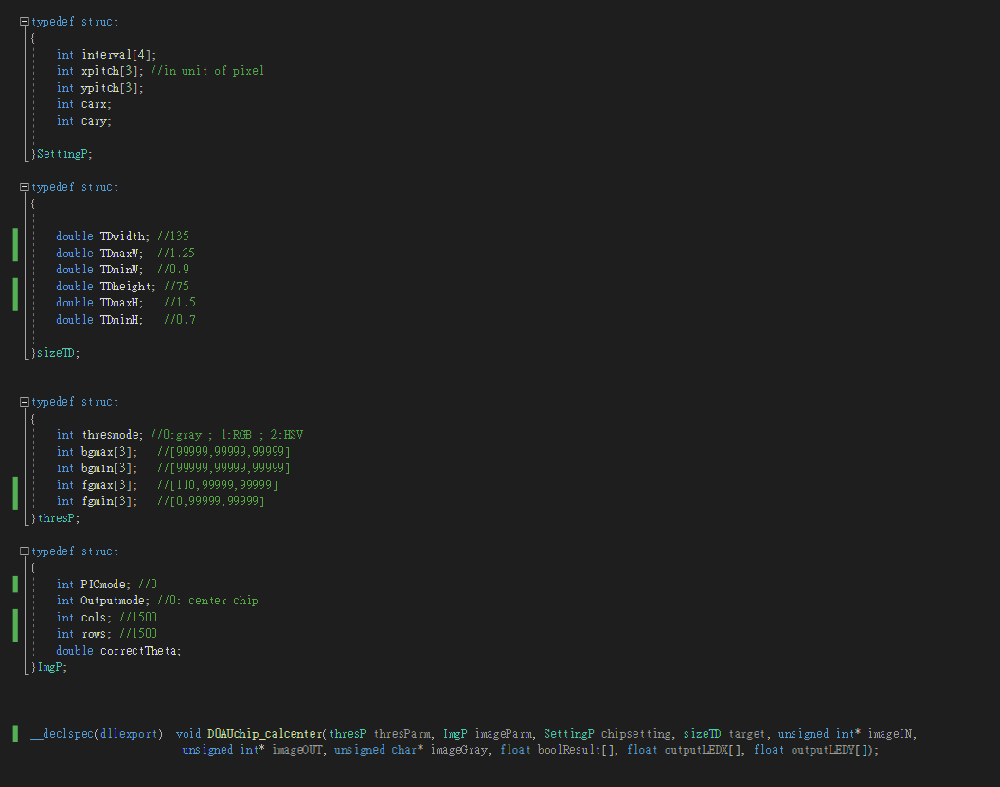 typedef struct
{
int interval[4];
int xpitch[3]; //in unit of pixel
int ypitch[3];
int carx;
int cary;
}SettingP;
typedef struct
{
double TDwidth; //135
double TDmaxW; //1.25
double TDminW; //0.9
double TDheight; //75
double TDmaxH; //1.5
double TDminH; //0.7
}sizeTD;
typedef struct
{
int thresmode; //0:gray ; 1:RGB ; 2:HSV
int bgmax[3]; //[99999,99999,99999]
int bgmin[3]; //[99999,99999,99999]
int fgmax[3]; //[110,99999,99999]
int fgmin[3]; //[0,99999,99999]
}thresP;
typedef struct
{
int PICmode; //0
int Outputmode; //0: center chip
int cols; //1500
int rows; //1500
double correctTheta;
}ImgP;
__declspec(dllexport) void DOAUchip_calcenter(thresP thresParm, ImgP imageParm, SettingP chipsetting, sizeTD target, unsigned int* imageIN,
unsigned int* imageOUT, unsigned char* imageGray, float boolResult[], float outputLEDX[], float outputLEDY[]);